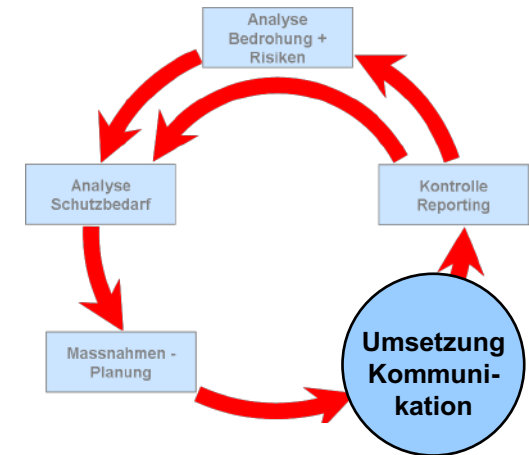 Analyse
Bedrohung +
Risiken
Analyse
Schutzbedarf
Kontrolle
Reporting
Massnahmen -
Planung
Umsetzung
Kommuni-
kation